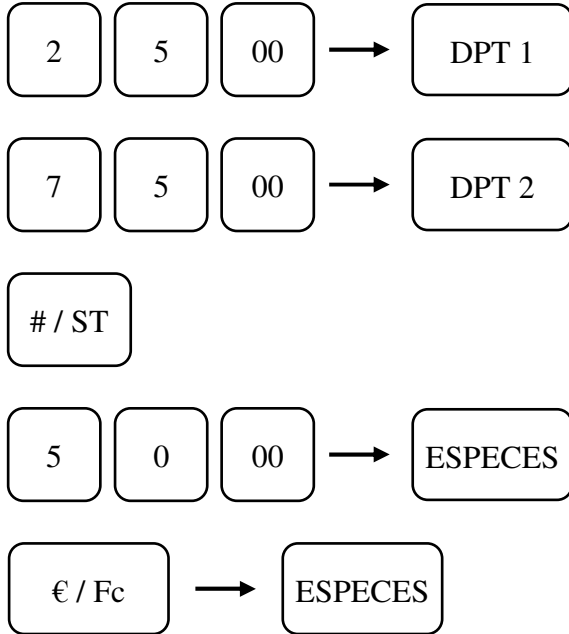 2 5 00 DPT 1
7 5 00 DPT 2
# / ST
5 0 00 ESPECES
€ / Fc ESPECES